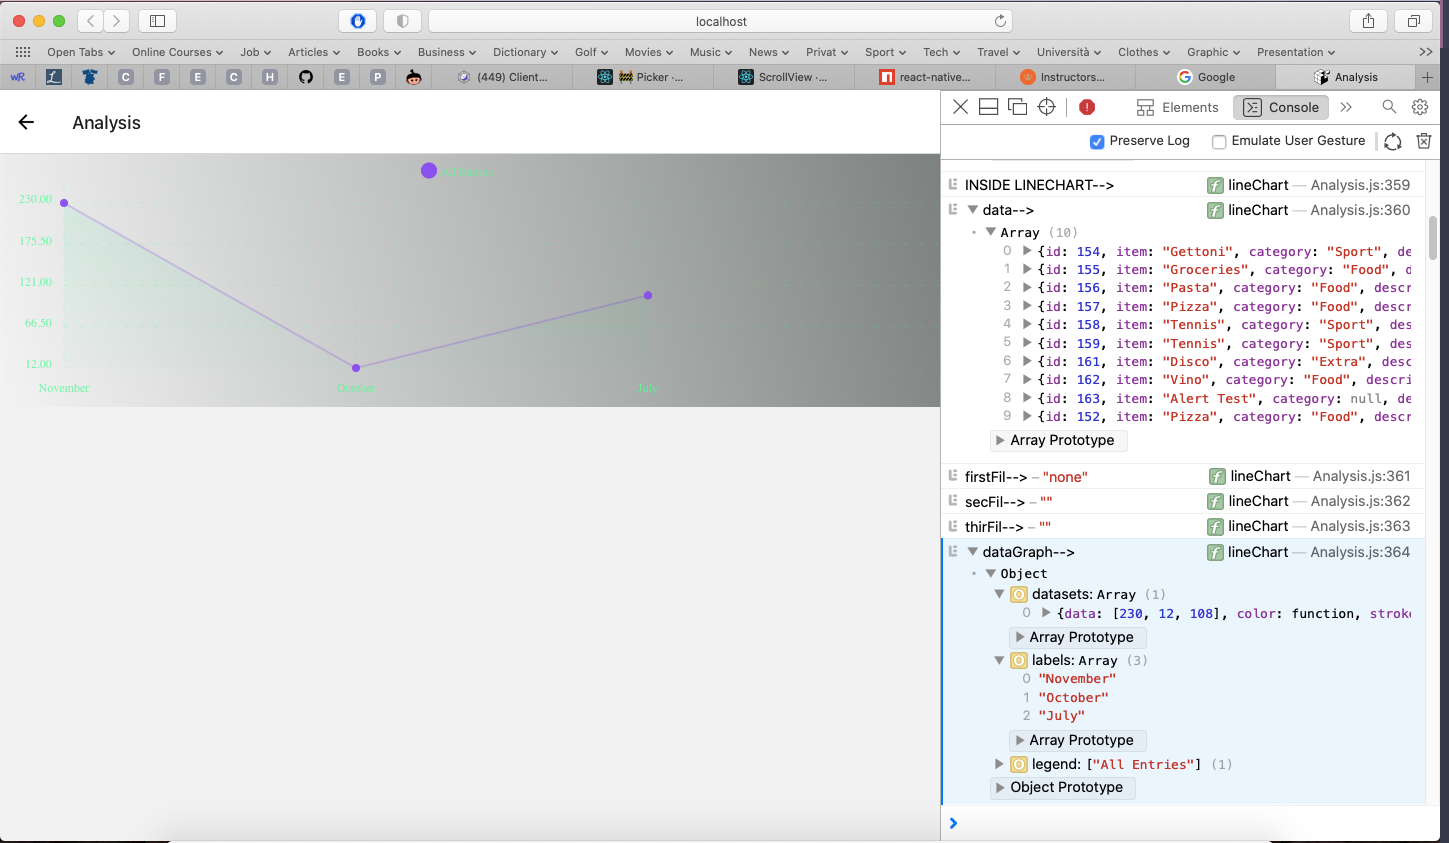 localhost
Open Tabs Online Courses Job Articles Books Business Dictionary Golf Movies Music News Privat Sport Tech Travel Università Clothes Graphic Presentation
wR L C F E C H E P (449) Client... Picker ·... ScrollView ·... react-native... Instructors... Google Analysis
Analysis
Elements Console
Preserve Log Emulate User Gesture
230.00
175.50
121.00
66.50
12.00
November October July
INSIDE LINECHART--> f lineChart — Analysis.js:359
data--> f lineChart — Analysis.js:360
Array (10)
0 {id: 154, item: "Gettoni", category: "Sport", de
1 {id: 155, item: "Groceries", category: "Food", d
2 {id: 156, item: "Pasta", category: "Food", descr
3 {id: 157, item: "Pizza", category: "Food", descr
4 {id: 158, item: "Tennis", category: "Sport", des
5 {id: 159, item: "Tennis", category: "Sport", des
6 {id: 161, item: "Disco", category: "Extra", desc
7 {id: 162, item: "Vino", category: "Food", descri
8 {id: 163, item: "Alert Test", category: null, de
9 {id: 152, item: "Pizza", category: "Food", descr
Array Prototype
firstFil--> – "none" f lineChart — Analysis.js:361
secFil--> – "" f lineChart — Analysis.js:362
thirFil--> – "" f lineChart — Analysis.js:363
dataGraph--> f lineChart — Analysis.js:364
Object
O datasets: Array (1)
0 {data: [230, 12, 108], color: function, stroke
Array Prototype
O labels: Array (3)
0 "November"
1 "October"
2 "July"
Array Prototype
O legend: ["All Entries"] (1)
Object Prototype